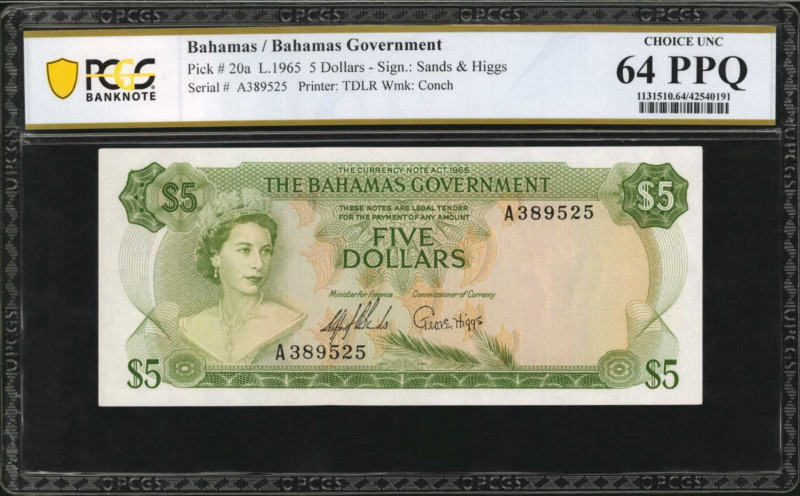 PCGS
BANKNOTE
Bahamas / Bahamas Government
Pick # 20a L.1965 5 Dollars - Sign.: Sands & Higgs
Serial # A389525 Printer: TDLR Wmk: Conch
CHOICE UNC
64 PPQ
1131510.64/42540191
THE CURRENCY NOTE ACT 1965
THE BAHAMAS GOVERNMENT
THESE NOTES ARE LEGAL TENDER
FOR THE PAYMENT OF ANY AMOUNT
$5
$5
A389525
FIVE
DOLLARS
Minister for Finance
Commissioner of Currency
George Higgs
A389525
$5
$5